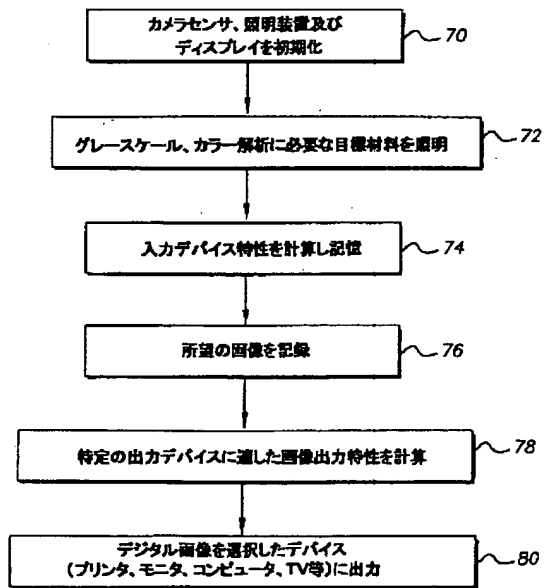 カメラセンサ、照明装置及び
ディスプレイを初期化
70
グレースケール、カラー解析に必要な目標材料を照明
72
入力デバイス特性を計算し記憶
74
所望の画像を記録
76
特定の出力デバイスに適した画像出力特性を計算
78
デジタル画像を選択したデバイス
(プリンタ、モニタ、コンピュータ、TV等)に出力
80